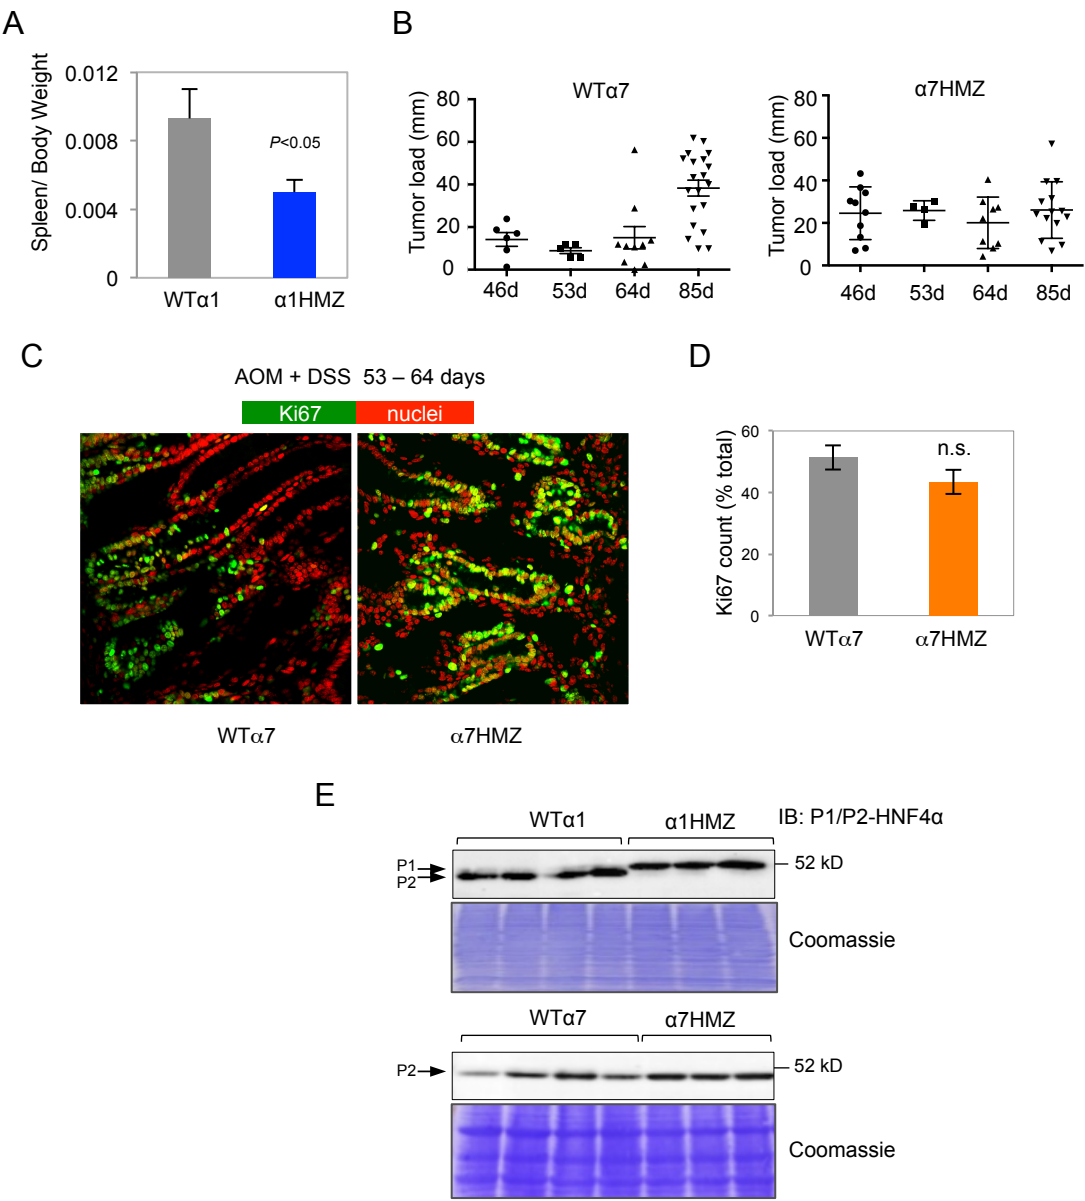 A
Spleen/ Body Weight
0.012
0.008
0.004
0
P<0.05
WTα1
α1HMZ
B
WTα7
Tumor load (mm)
80
60
40
20
0
46d
53d
64d
85d
α7HMZ
Tumor load (mm)
80
60
40
20
0
46d
53d
64d
85d
C
AOM + DSS 53 – 64 days
Ki67
nuclei
WTα7
α7HMZ
D
Ki67 count (% total)
60
40
20
0
n.s.
WTα7
α7HMZ
E
WTα1
α1HMZ
IB: P1/P2-HNF4α
P1
P2
52 kD
Coomassie
WTα7
α7HMZ
P2
52 kD
Coomassie